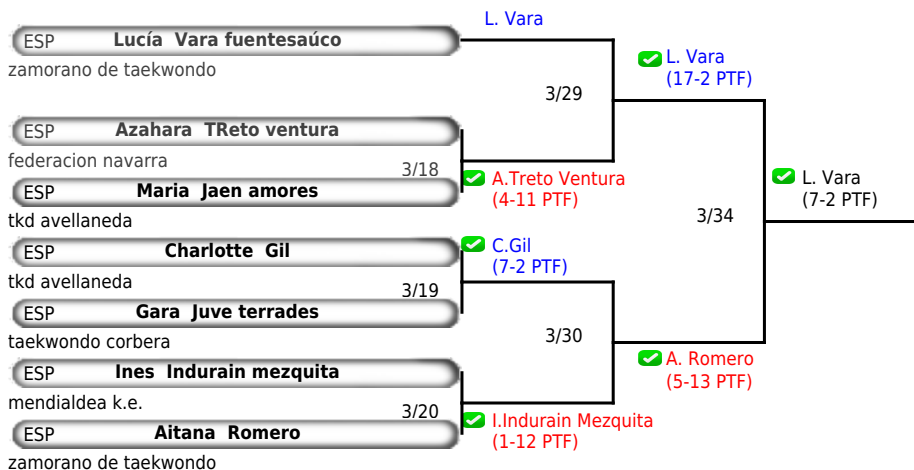 L. Vara
ESP Lucía Vara fuentesaúco
zamorano de taekwondo
L. Vara
(17-2 PTF)
3/29
ESP Azahara TReto ventura
federacion navarra
3/18
A.Treto Ventura
(4-11 PTF)
ESP Maria Jaen amores
tkd avellaneda
L. Vara
(7-2 PTF)
3/34
ESP Charlotte Gil
tkd avellaneda
C.Gil
(7-2 PTF)
3/19
ESP Gara Juve terrades
taekwondo corbera
3/30
ESP Ines Indurain mezquita
mendialdea k.e.
A. Romero
(5-13 PTF)
3/20
I.Indurain Mezquita
(1-12 PTF)
ESP Aitana Romero
zamorano de taekwondo